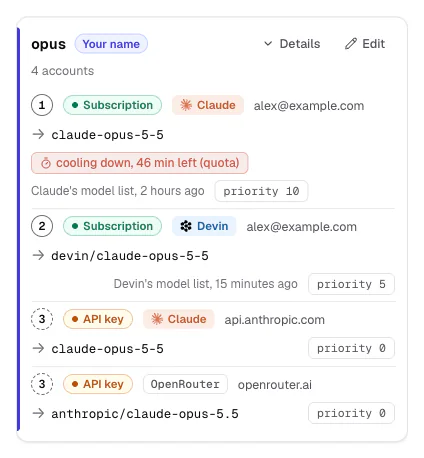 opus Your name Details Edit
4 accounts
1 Subscription Claude alex@example.com
→ claude-opus-5-5
cooling down, 46 min left (quota)
Claude's model list, 2 hours ago priority 10
2 Subscription Devin alex@example.com
→ devin/claude-opus-5-5
Devin's model list, 15 minutes ago priority 5
3 API key Claude api.anthropic.com
→ claude-opus-5-5 priority 0
3 API key OpenRouter openrouter.ai
→ anthropic/claude-opus-5.5 priority 0